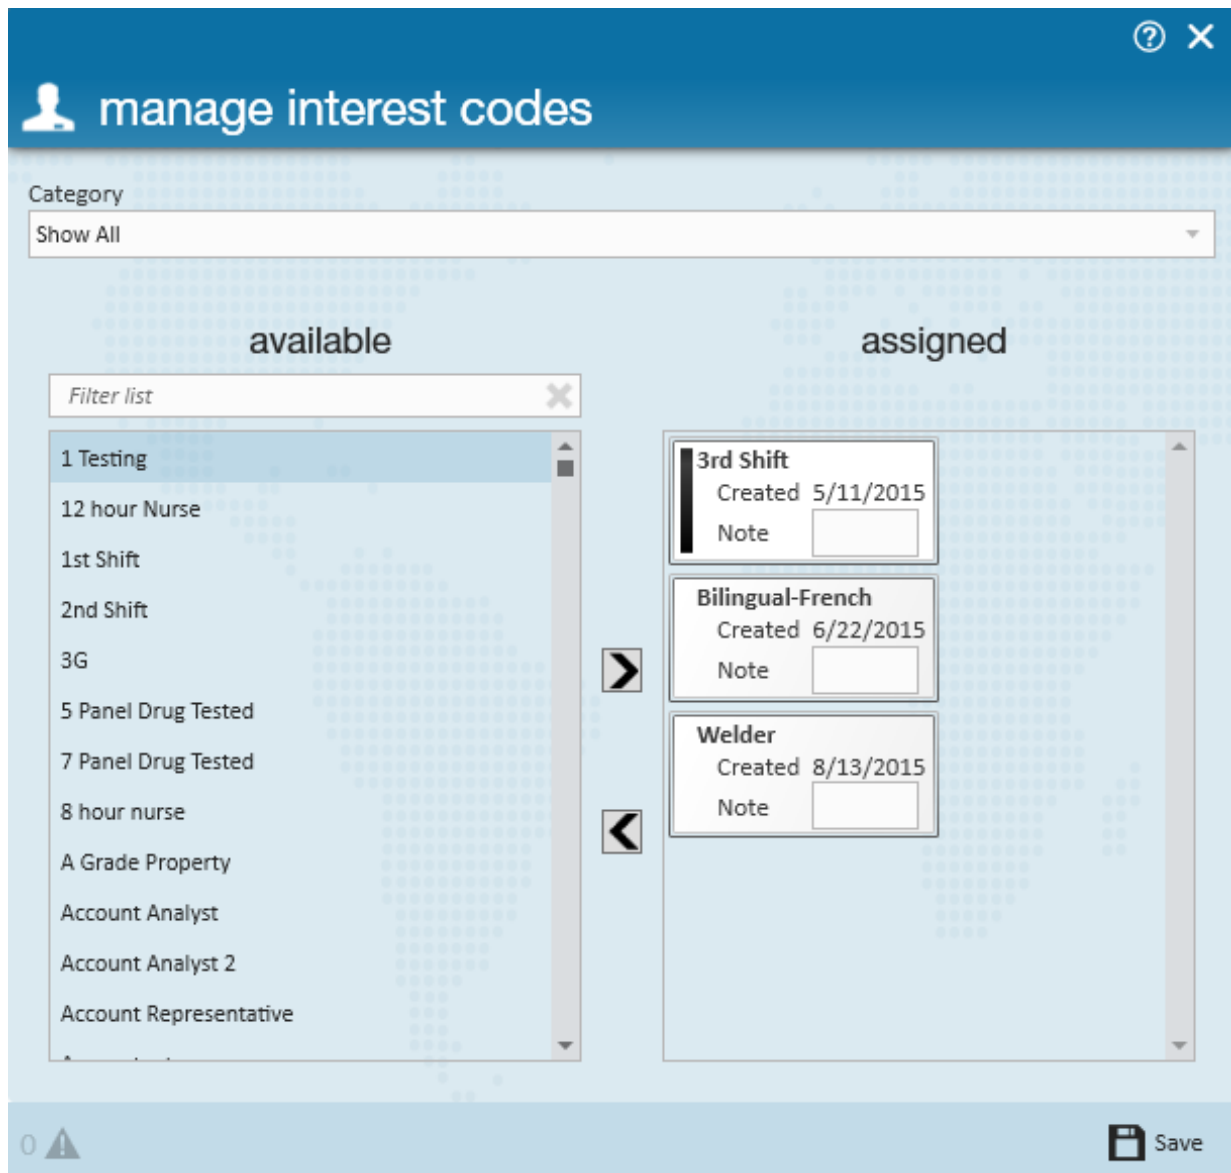 manage interest codes
Category
Show All
available
assigned
Filter list
1 Testing
12 hour Nurse
1st Shift
2nd Shift
3G
5 Panel Drug Tested
7 Panel Drug Tested
8 hour nurse
A Grade Property
Account Analyst
Account Analyst 2
Account Representative
3rd Shift
Created 5/11/2015
Note
Bilingual-French
Created 6/22/2015
Note
Welder
Created 8/13/2015
Note
0
Save